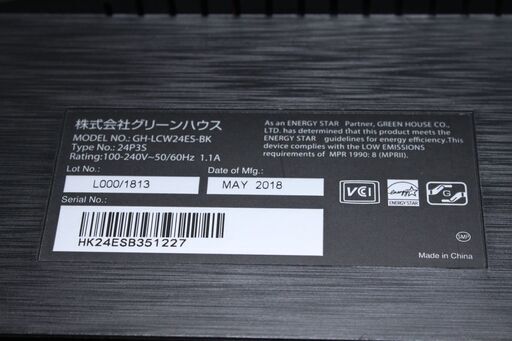 株式会社グリーンハウス
MODEL NO.: GH-LCW24ES-BK
Type No.: 24P3S
Rating:100-240V~50/60Hz 1.1A
As an ENERGY STAR Partner, GREEN HOUSE CO.,
LTD. has determined that this product meets the
ENERGY STAR guidelines for energy efficiency. This
device complies with the LOW EMISSIONS
requirements of MPR 1990: 8 (MPRII).
Lot No.:
L000/1813
Date of Mfg.:
MAY 2018
Serial No.:
HK24ESB351227
VCCI
ENERGY STAR
SMP
Made in China